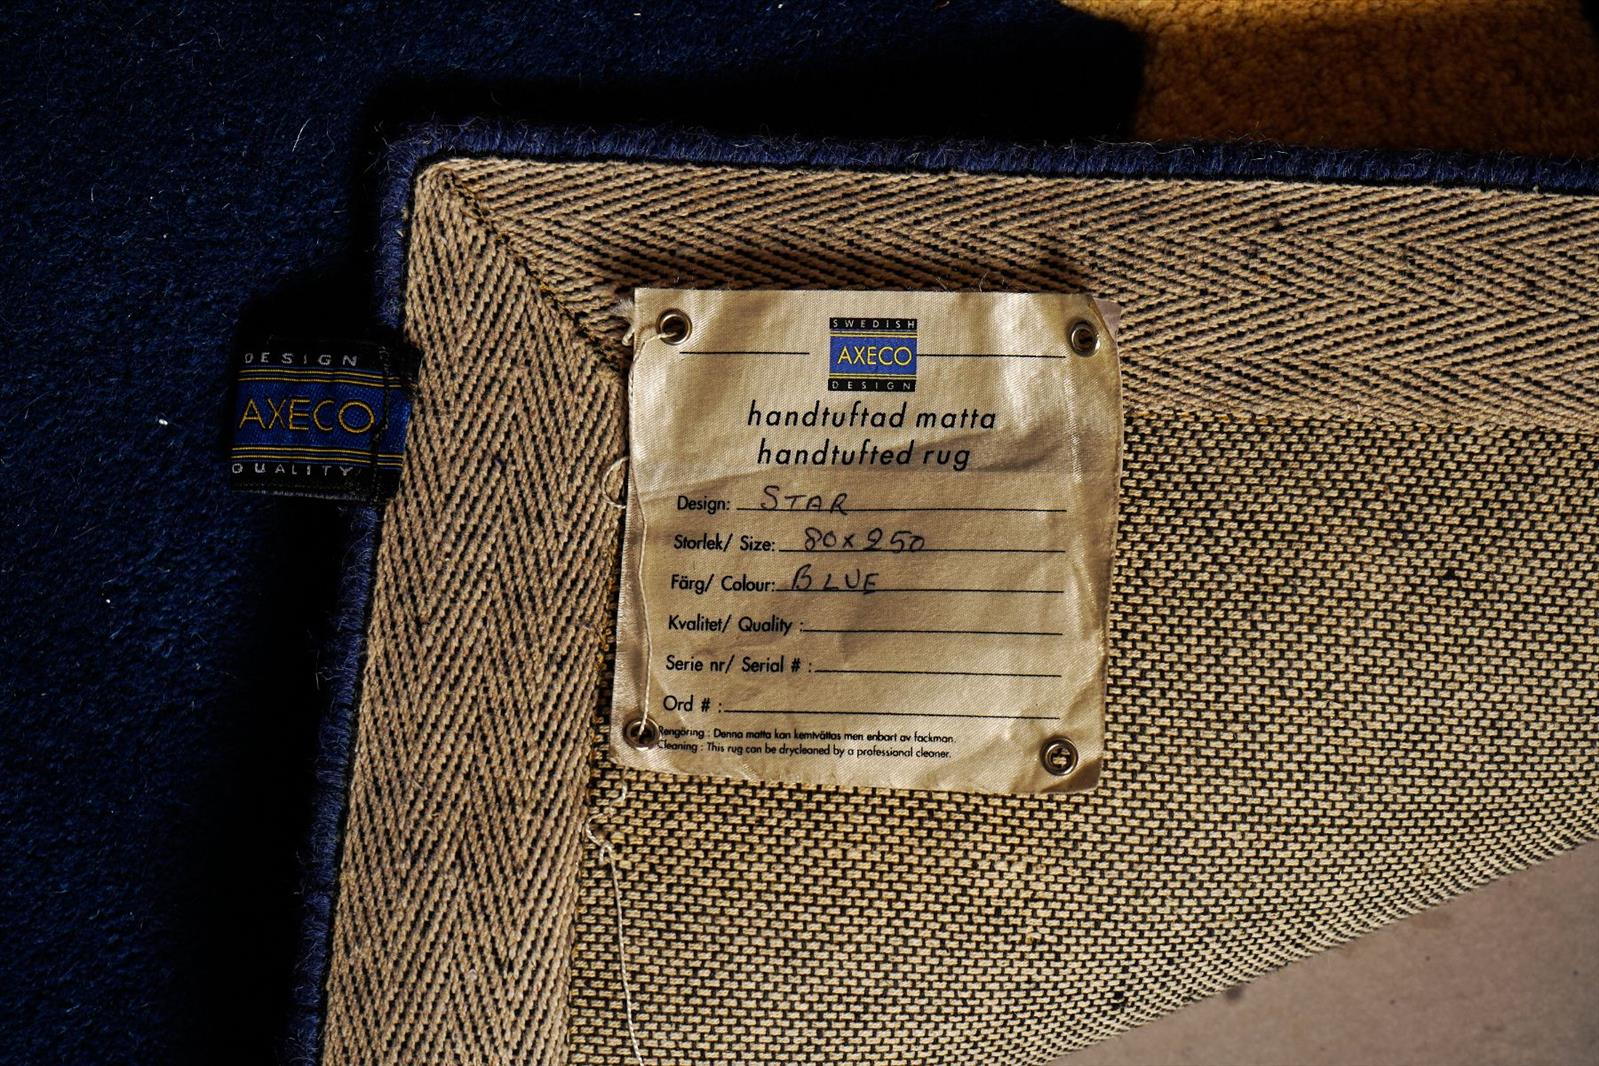 DESIGN
AXECO
QUALITY
SWEDISH
AXECO
DESIGN
handtuftad matta
handtufted rug
Design: STAR
Storlek/ Size: 80 x 250
Färg/ Colour: BLUE
Kvalitet/ Quality :
Serie nr/ Serial # :
Ord # :
Rengöring : Denna matta kan kemtvättas men enbart av fackman.
Cleaning : This rug can be drycleaned by a professional cleaner.